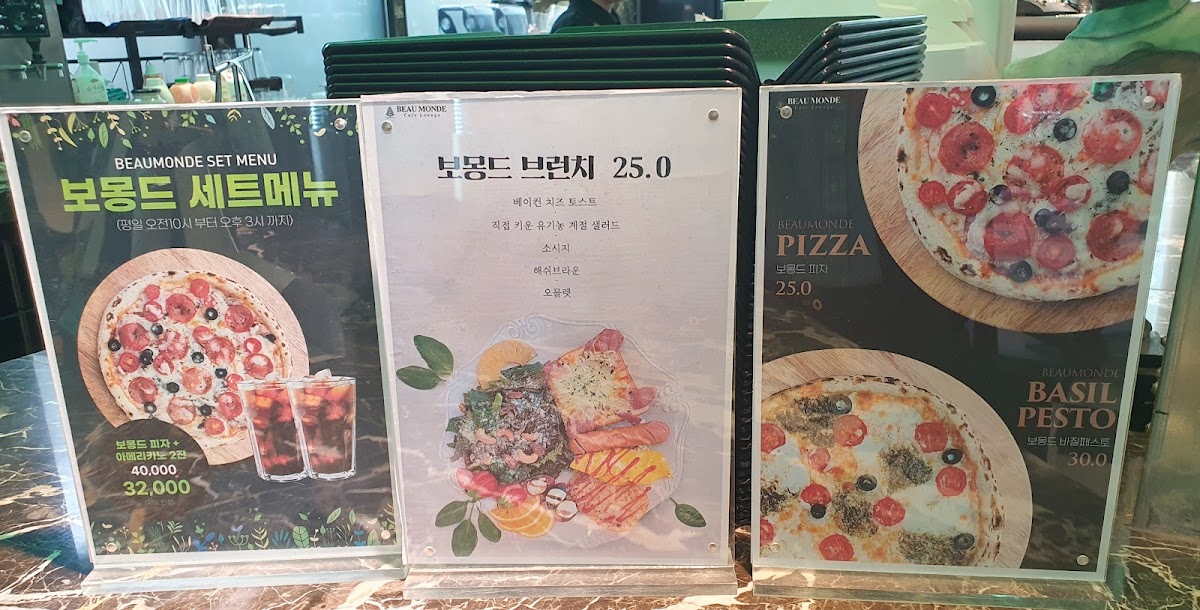 BEAUMONDE SET MENU
보몽드 세트메뉴
(평일 오전10시 부터 오후 3시 까지)
보몽드 피자 +
아메리카노 2잔
40,000
32,000
BEAU MONDE
Cafe Lounge
보몽드 브런치 25.0
베이컨 치즈 토스트
직접 키운 유기농 계절 샐러드
소시지
해쉬브라운
오믈렛
BEAU MONDE
Cafe Lounge
BEAUMONDE
PIZZA
보몽드 피자
25.0
BEAUMONDE
BASIL
PESTO
보몽드 바질페스토
30.0